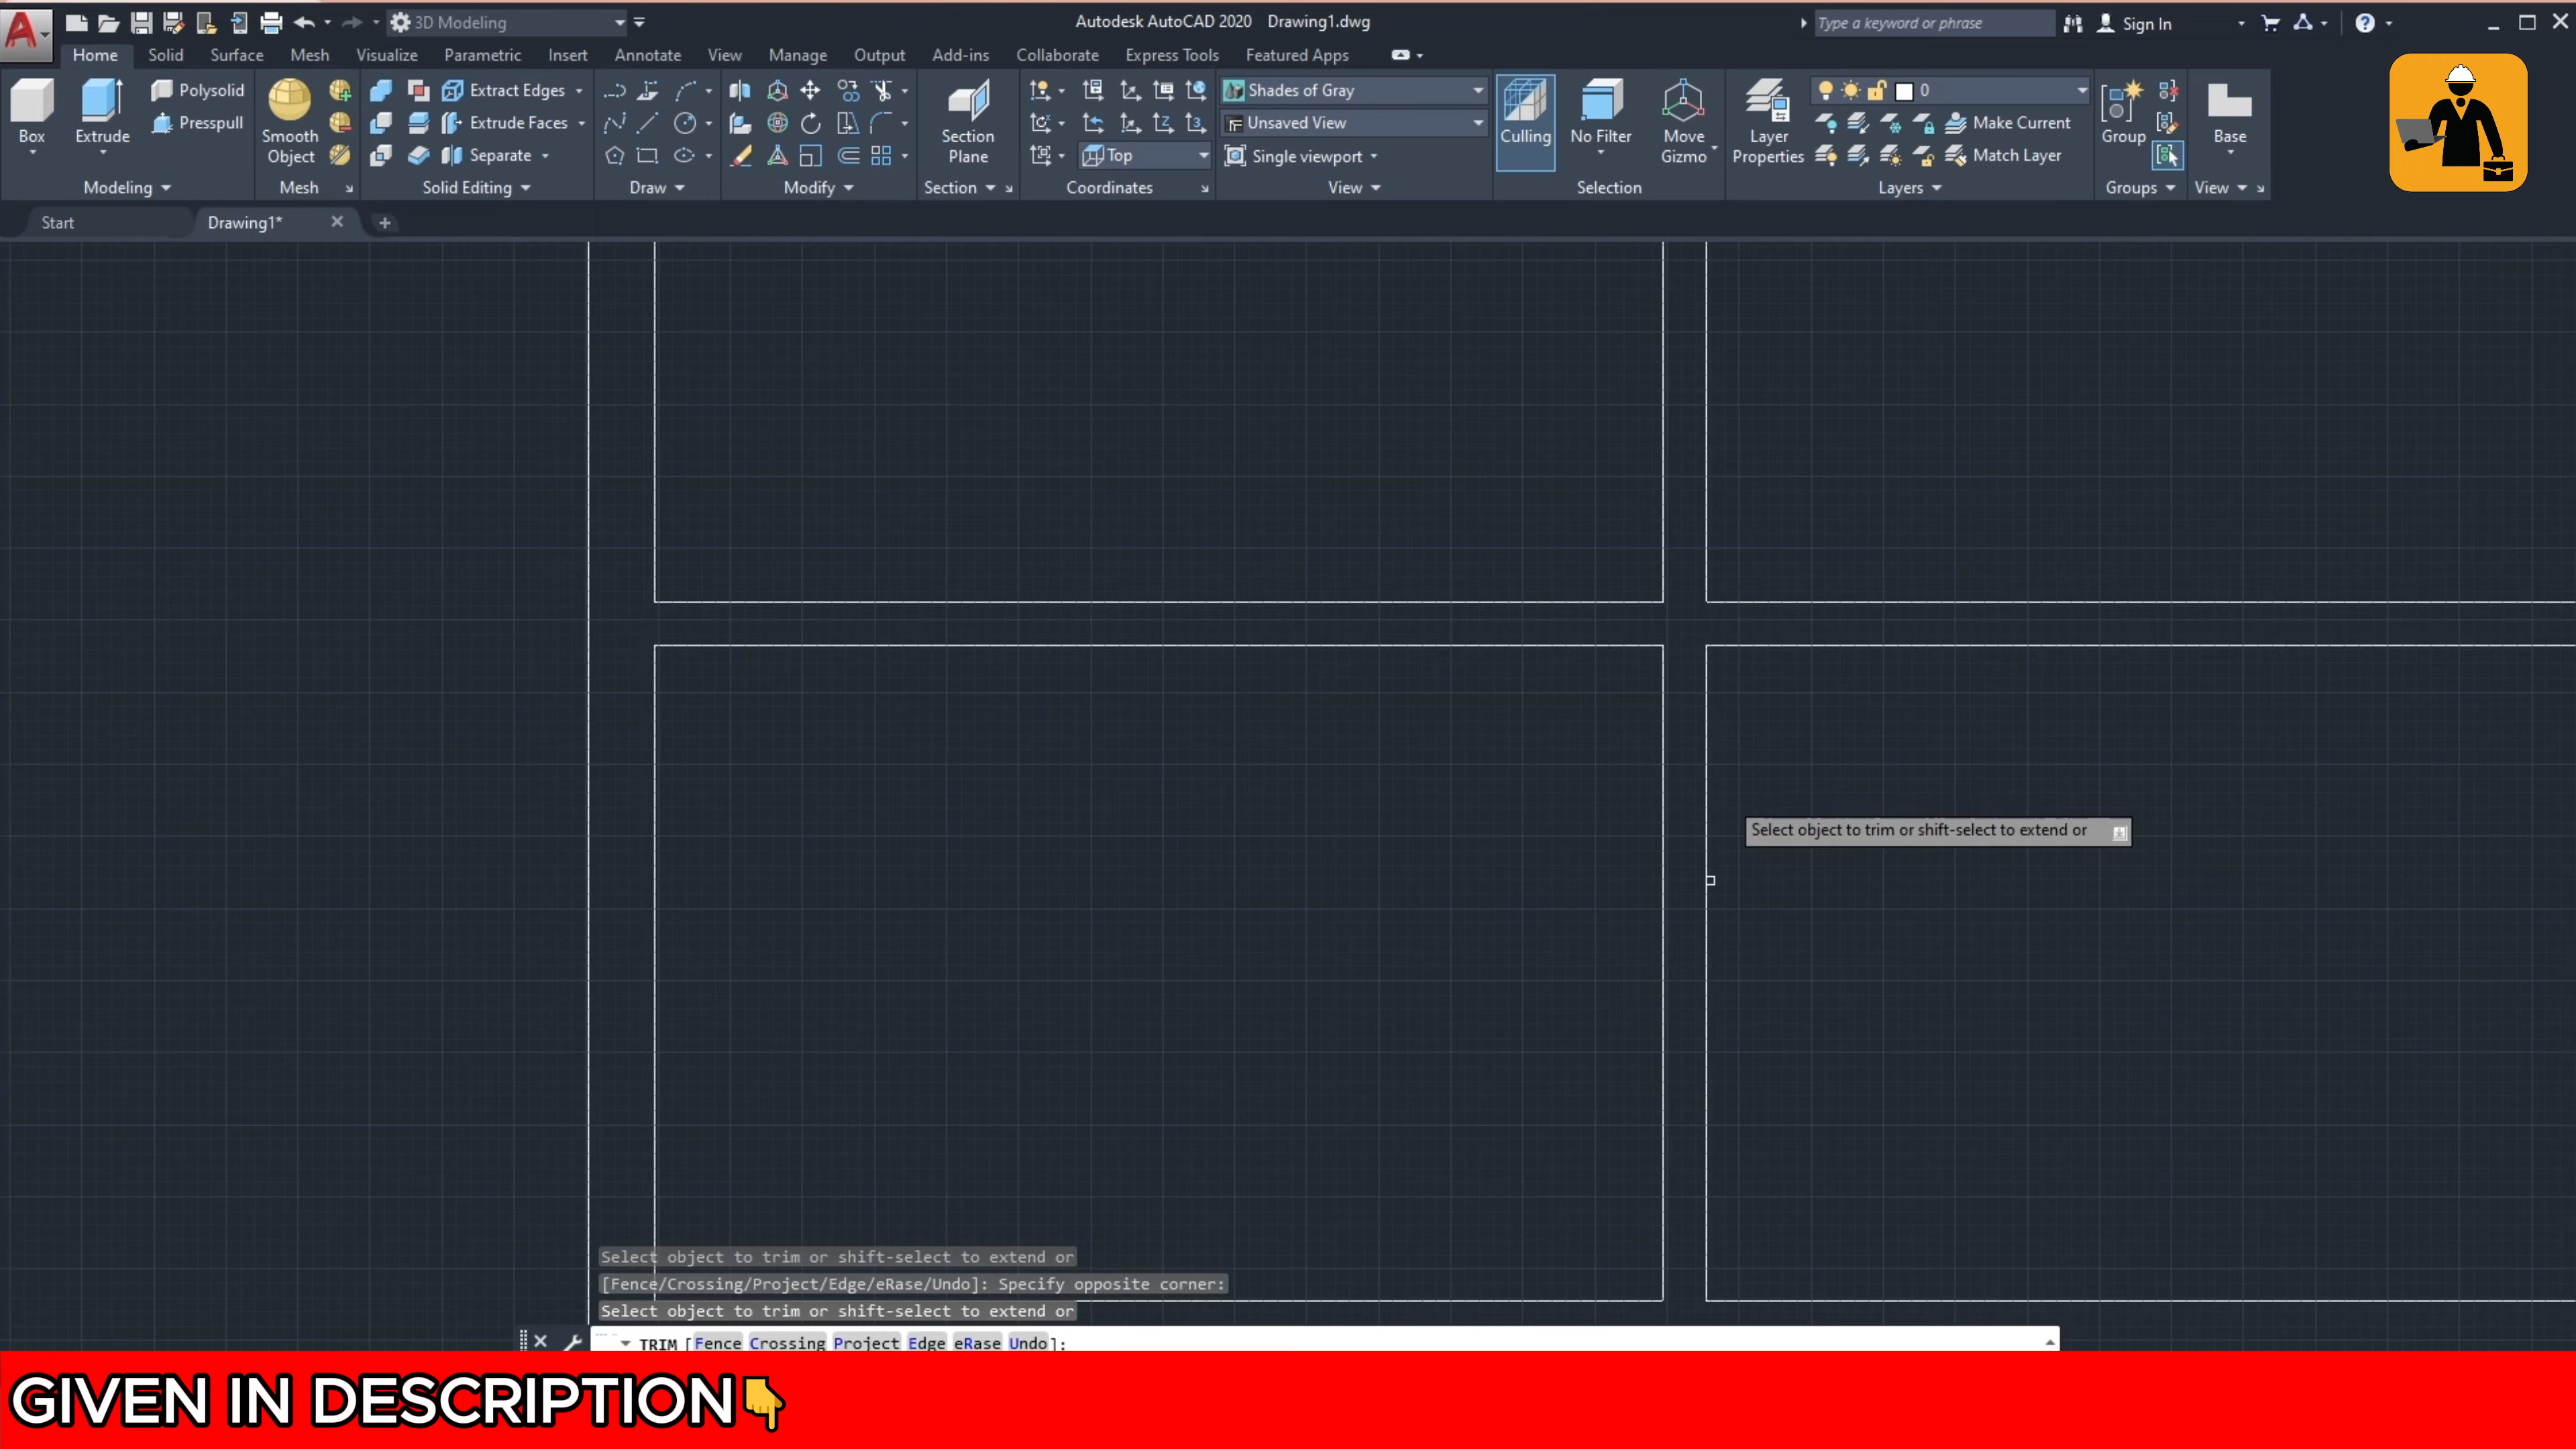 3D Modeling
Autodesk AutoCAD 2020 Drawing1.dwg
Type a keyword or phrase
Sign In
Home Solid Surface Mesh Visualize Parametric Insert Annotate View Manage Output Add-ins Collaborate Express Tools Featured Apps
Box
Extrude
Polysolid
Presspull
Modeling
Smooth
Object
Mesh
Extract Edges
Extrude Faces
Separate
Solid Editing
Draw
Modify
Section
Plane
Section
Top
Coordinates
Shades of Gray
Unsaved View
Single viewport
View
Culling
No Filter
Move
Gizmo
Selection
Layer
Properties
0
Make Current
Match Layer
Layers
Group
Groups
Base
View
Start
Drawing1*
Select object to trim or shift-select to extend or
Select object to trim or shift-select to extend or
[Fence/Crossing/Project/Edge/eRase/Undo]: Specify opposite corner:
Select object to trim or shift-select to extend or
TRIM [Fence Crossing Project Edge eRase Undo]:
GIVEN IN DESCRIPTION👇